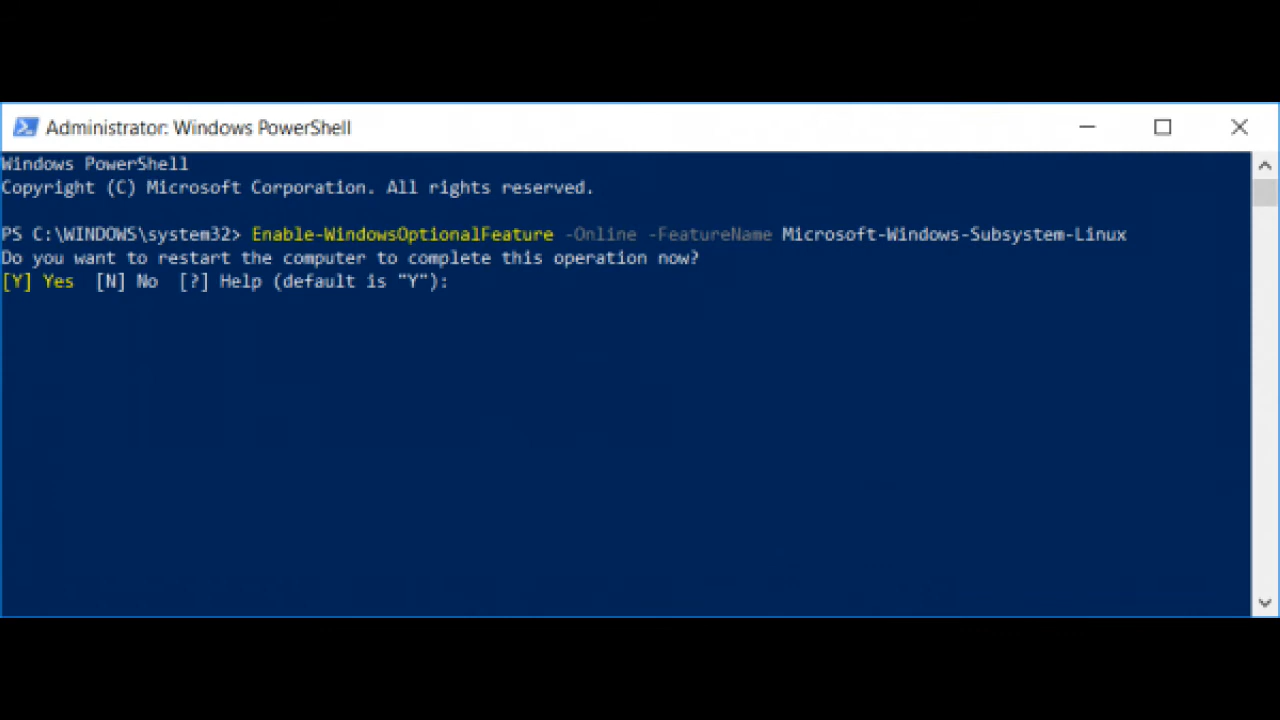 Administrator: Windows PowerShell
Windows PowerShell
Copyright (C) Microsoft Corporation. All rights reserved.
PS C:\WINDOWS\system32> Enable-WindowsOptionalFeature -Online -FeatureName Microsoft-Windows-Subsystem-Linux
Do you want to restart the computer to complete this operation now?
[Y] Yes  [N] No  [?] Help (default is "Y"):